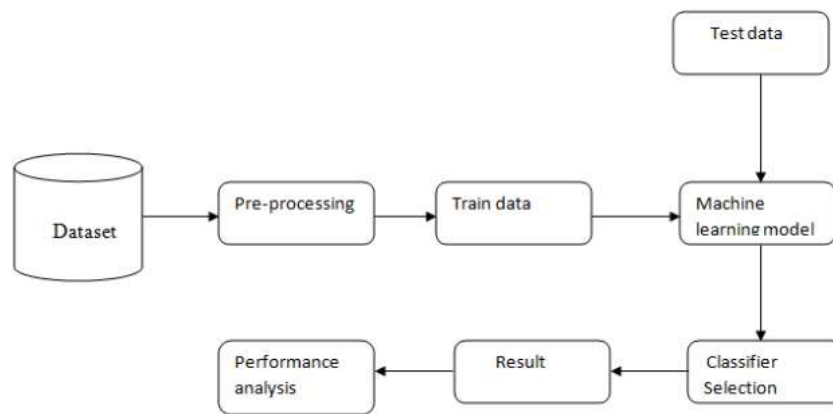 Test data
Dataset
Pre-processing
Train data
Machine
learning model
Performance
analysis
Result
Classifier
Selection